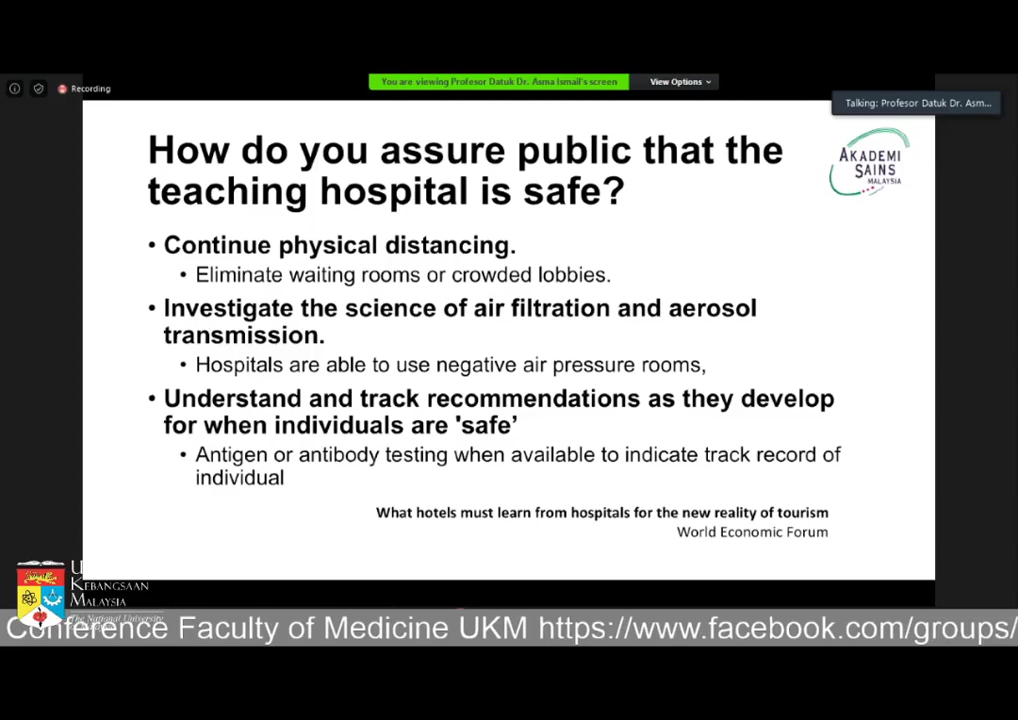 You are viewing Profesor Datuk Dr. Asma Ismail's screen
View Options
Recording
Talking: Profesor Datuk Dr. Asm...
How do you assure public that the
teaching hospital is safe?
AKADEMI
SAINS
MALAYSIA
• Continue physical distancing.
• Eliminate waiting rooms or crowded lobbies.
• Investigate the science of air filtration and aerosol
transmission.
• Hospitals are able to use negative air pressure rooms,
• Understand and track recommendations as they develop
for when individuals are 'safe’
• Antigen or antibody testing when available to indicate track record of
individual
What hotels must learn from hospitals for the new reality of tourism
World Economic Forum
U
KEBANGSAAN
MALAYSIA
The National University
Conference Faculty of Medicine UKM https://www.facebook.com/groups/